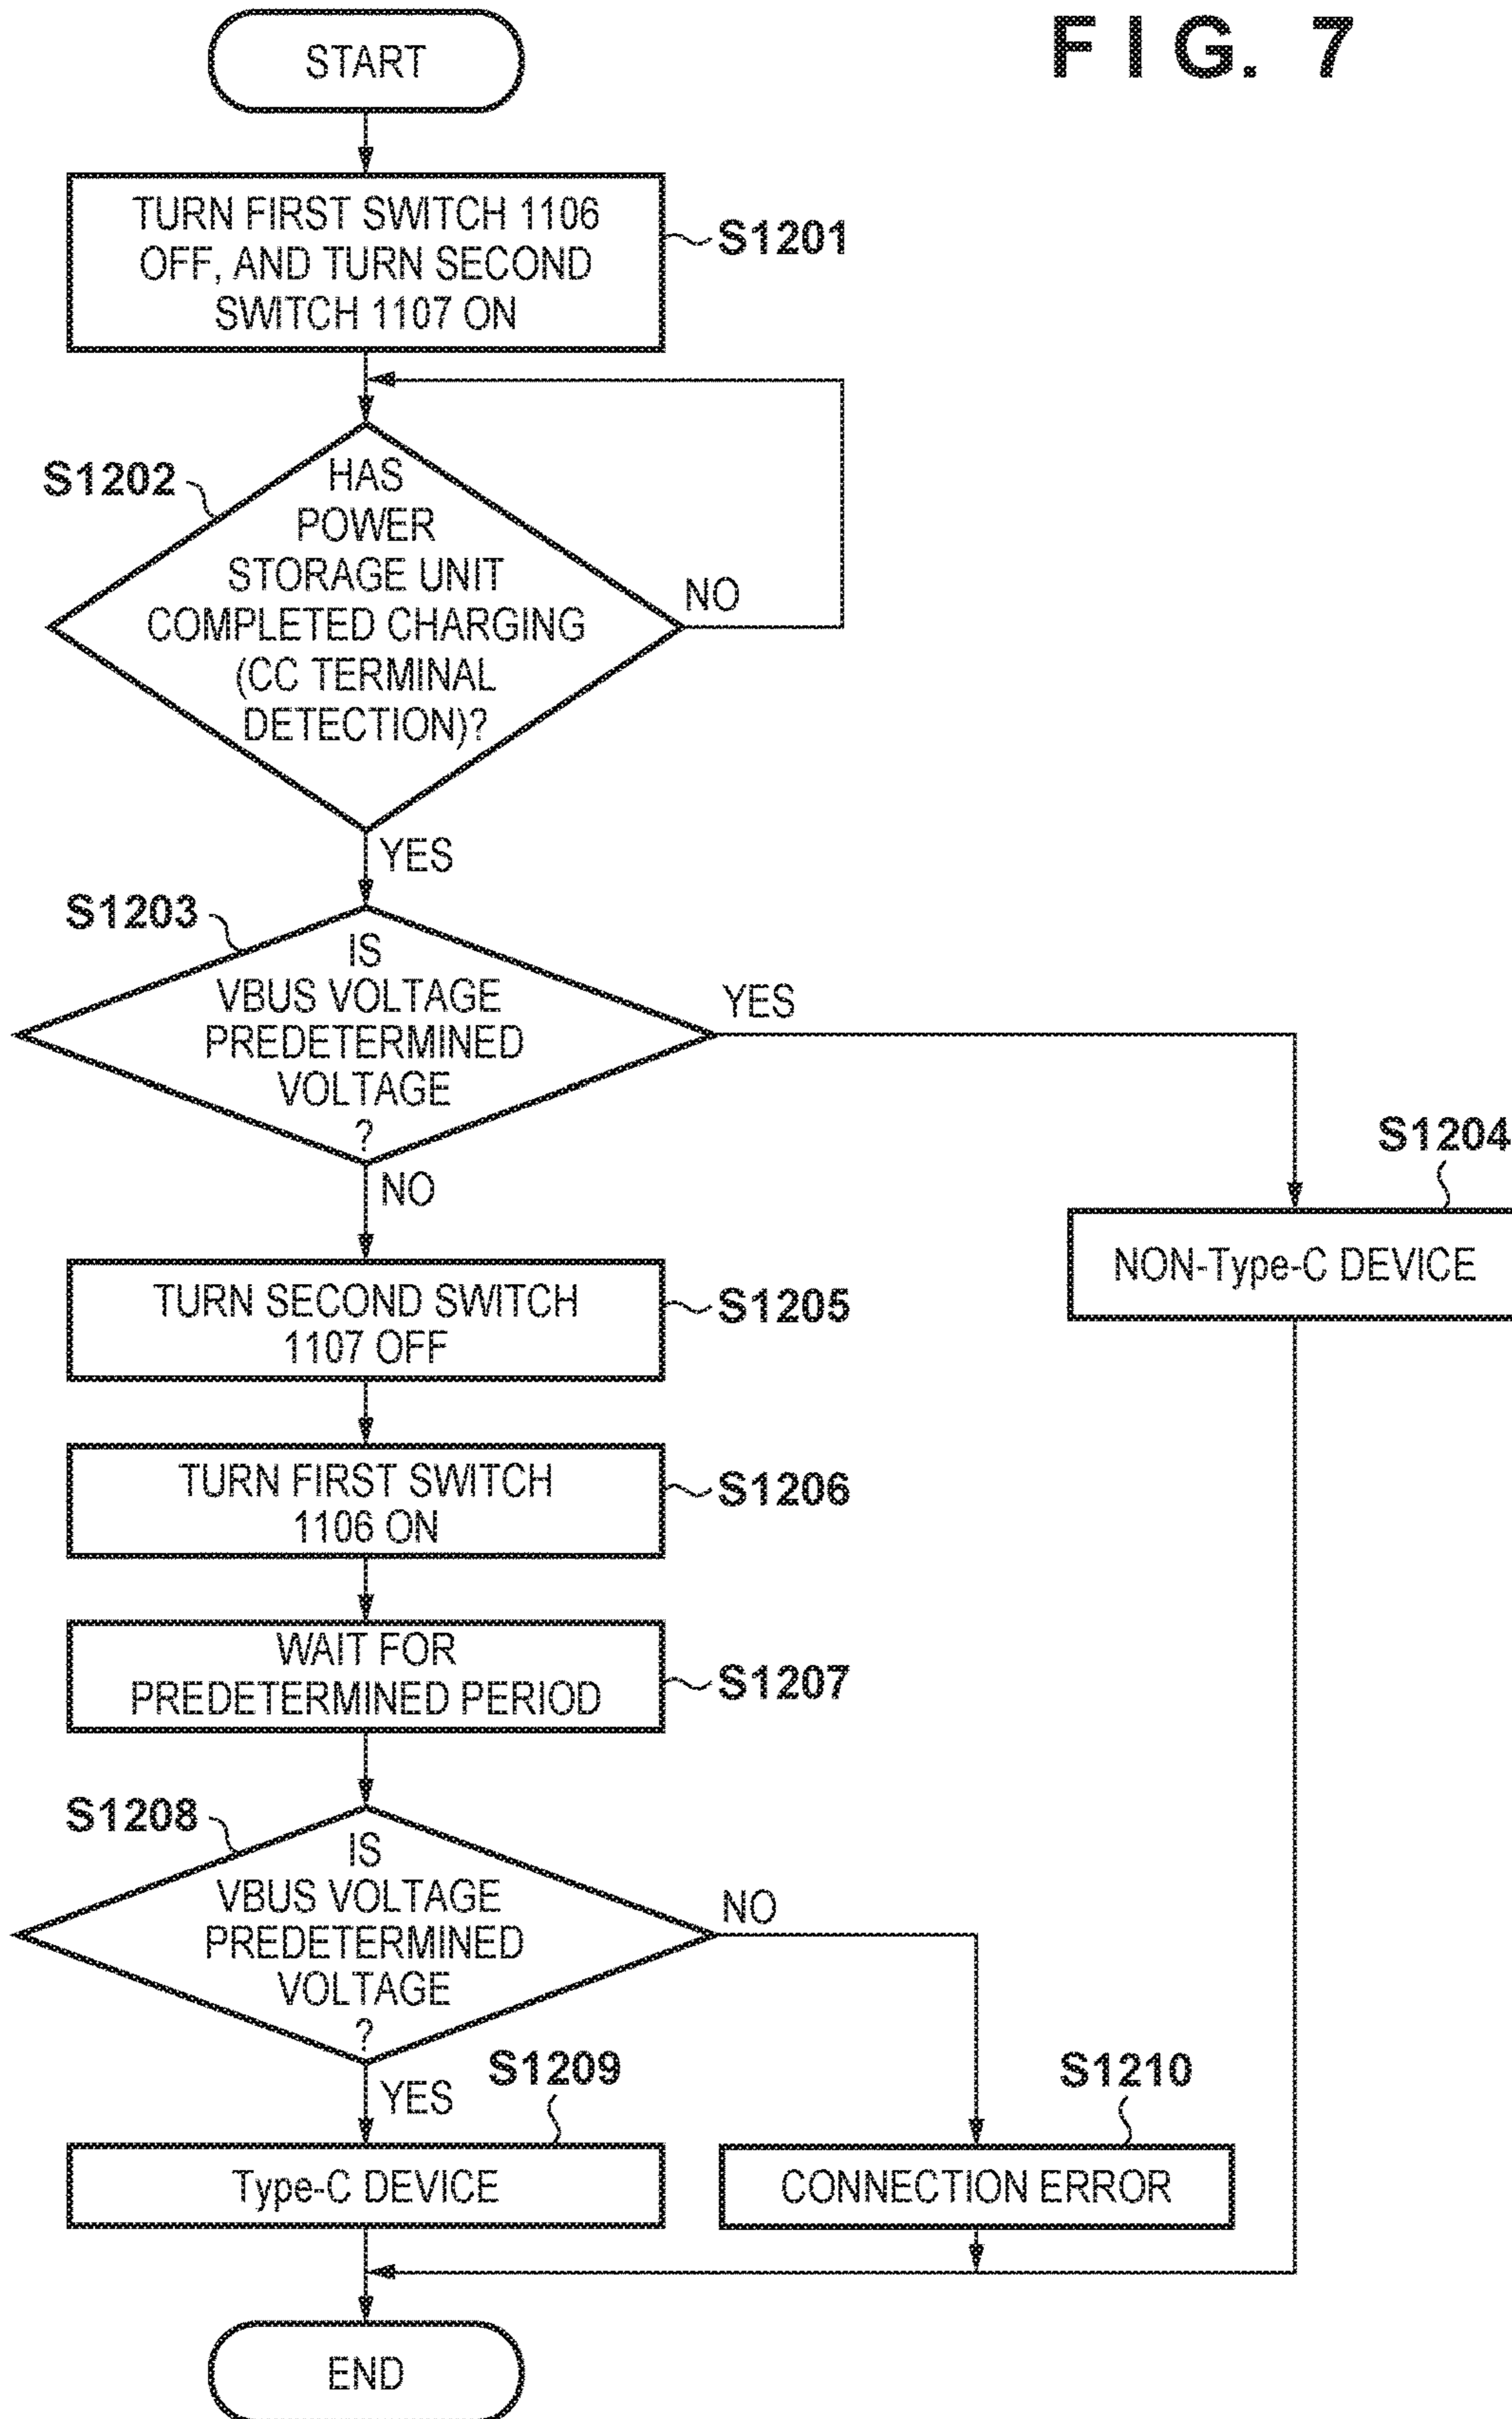 FIG. 7
START
TURN FIRST SWITCH 1106
OFF, AND TURN SECOND
SWITCH 1107 ON
S1201
S1202
HAS
POWER
STORAGE UNIT
COMPLETED CHARGING
(CC TERMINAL
DETECTION)?
NO
YES
S1203
IS
VBUS VOLTAGE
PREDETERMINED
VOLTAGE
?
YES
NO
S1204
NON-Type-C DEVICE
TURN SECOND SWITCH
1107 OFF
S1205
TURN FIRST SWITCH
1106 ON
S1206
WAIT FOR
PREDETERMINED PERIOD
S1207
S1208
IS
VBUS VOLTAGE
PREDETERMINED
VOLTAGE
?
NO
YES
S1209
Type-C DEVICE
S1210
CONNECTION ERROR
END